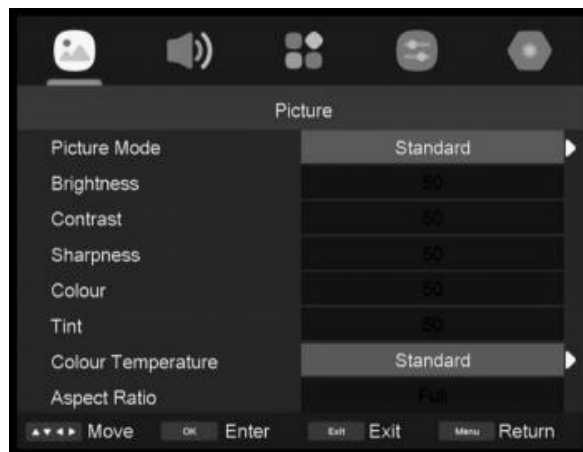 Picture
Picture Mode Standard
Brightness 50
Contrast 50
Sharpness 50
Colour 50
Tint 50
Colour Temperature Standard
Aspect Ratio Full
Move OK Enter Exit Exit Menu Return